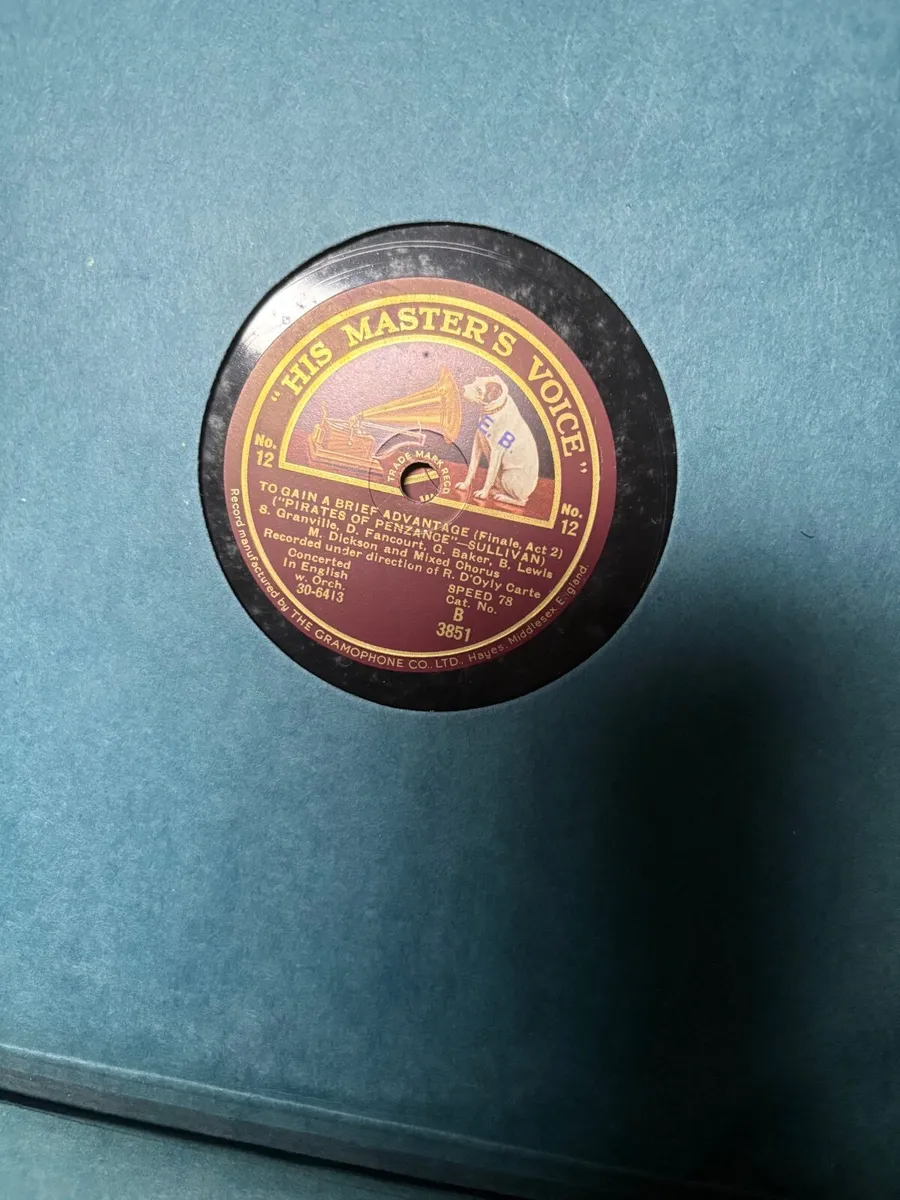 "HIS MASTER'S VOICE"
E.B.
TRADE MARK REGD
No.
12
No.
12
TO GAIN A BRIEF ADVANTAGE (Finale, Act 2)
("PIRATES OF PENZANCE"—SULLIVAN)
S. Granville, D. Fancourt, G. Baker, B. Lewis
M. Dickson and Mixed Chorus
Recorded under direction of R. D'Oyly Carte
Concerted
In English
w. Orch.
30-6413
SPEED 78
Cat. No.
B
3851
Record manufactured by THE GRAMOPHONE CO., LTD., Hayes, Middlesex, England.